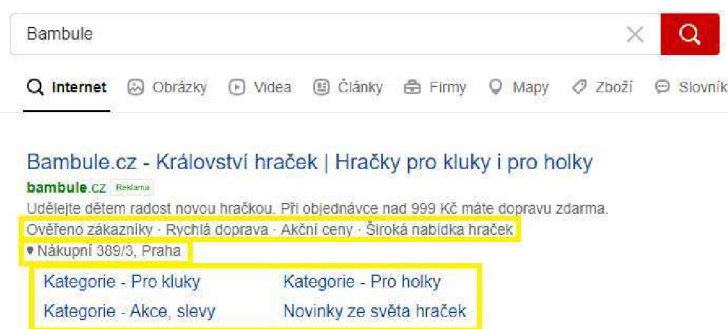 Bambule
Internet Obrázky Videa Články Firmy Mapy Zboží Slovník
Bambule.cz - Království hraček | Hračky pro kluky i pro holky
bambule.cz Reklama
Udělejte dětem radost novou hračkou. Při objednávce nad 999 Kč máte dopravu zdarma.
Ověřeno zákazníky · Rychlá doprava · Akční ceny · Široká nabídka hraček
Nákupní 389/3, Praha
Kategorie - Pro kluky Kategorie - Pro holky
Kategorie - Akce, slevy Novinky ze světa hraček